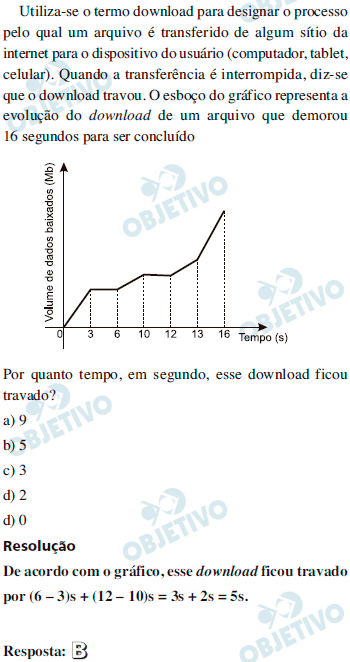 Utiliza-se o termo download para designar o processo
pelo qual um arquivo é transferido de algum sítio da
internet para o dispositivo do usuário (computador, tablet,
celular). Quando a transferência é interrompida, diz-se
que o download travou. O esboço do gráfico representa a
evolução do download de um arquivo que demorou
16 segundos para ser concluído
Volume de dados baixados (Mb)
0 3 6 10 12 13 16 Tempo (s)
Por quanto tempo, em segundo, esse download ficou
travado?
a) 9
b) 5
c) 3
d) 2
d) 0
Resolução
De acordo com o gráfico, esse download ficou travado
por (6 – 3)s + (12 – 10)s = 3s + 2s = 5s.
Resposta: B
OBJETIVO
OBJETIVO
OBJETIVO
OBJETIVO
OBJETIVO
OBJETIVO
OBJETIVO
OBJETIVO